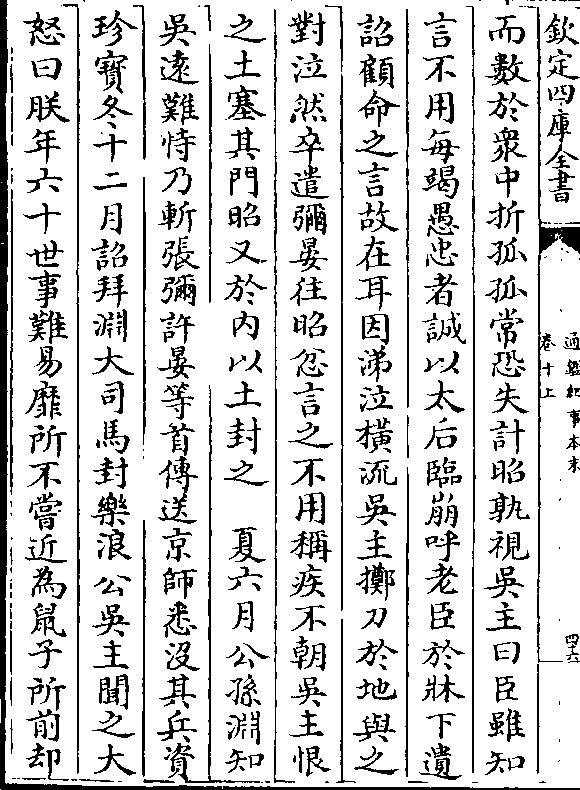 欽定四庫全書
通鑑紀事本末
卷十上
四十六
而數於衆中折孤孤常恐失計昭孰視吳主曰臣雖知
言不用每竭愚忠者誠以太后臨崩呼老臣於牀下遺
詔顧命之言故在耳因涕泣橫流吳主擲刀於地與之
對泣然卒遣彌晏往昭忿言之不用稱疾不朝吳主恨
之土塞其門昭又於内以土封之　夏六月公孫淵知
吳遠難恃乃斬張彌許晏等首傳送京師悉沒其兵資
珍寶冬十二月詔拜淵大司馬封樂浪公吳主聞之大
怒曰朕年六十世事難易靡所不嘗近為鼠子所前却